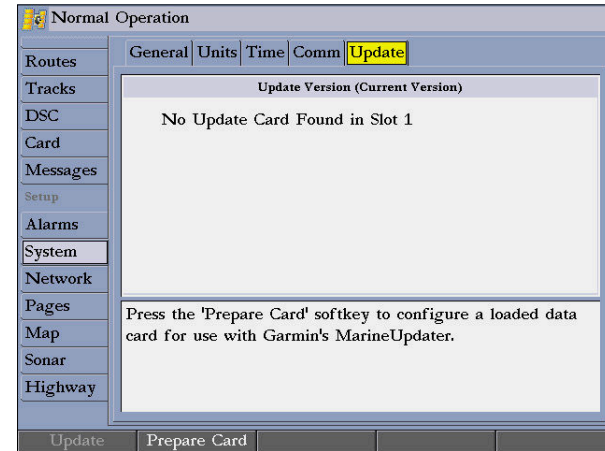 Normal Operation
General Units Time Comm Update
Routes
Tracks
DSC
Card
Messages
Setup
Alarms
System
Network
Pages
Map
Sonar
Highway
Update Version (Current Version)
No Update Card Found in Slot 1
Press the 'Prepare Card' softkey to configure a loaded data
card for use with Garmin's MarineUpdater.
Update Prepare Card